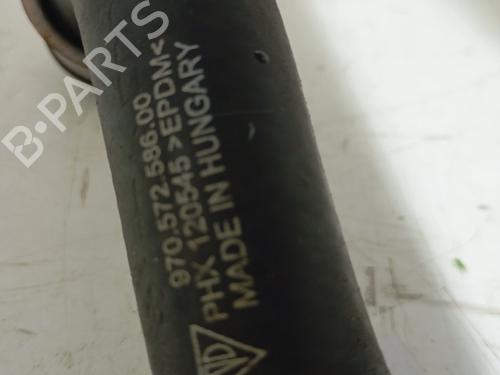 970.572.586.00
PHX 120545 >EPDM<
MADE IN HUNGARY
B-PARTS